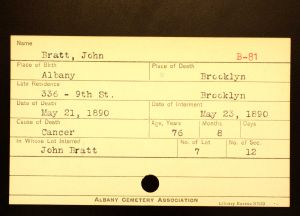 Name
Bratt, John B-81
Place of Birth Place of Death
Albany Brooklyn
Late Residence
336 - 9th St. Brooklyn
Date of Death Date of Interment
May 21, 1890 May 23, 1890
Cause of Death Age, Years Months Days
Cancer 76 8
In Whose Lot Interred No. of Lot No. of Sec.
John Bratt 7 12
ALBANY CEMETERY ASSOCIATION
Library Bureau